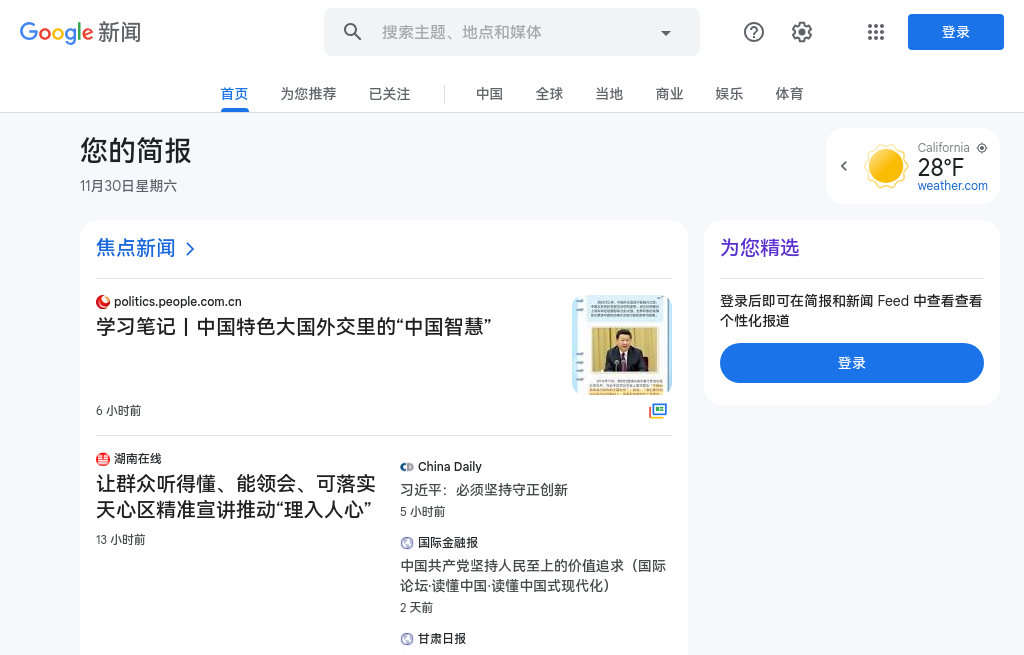 Google 新闻
搜索主题、地点和媒体
登录
首页
为您推荐
已关注
中国
全球
当地
商业
娱乐
体育
您的简报
11月30日星期六
California
28°F
weather.com
焦点新闻
politics.people.com.cn
学习笔记丨中国特色大国外交里的“中国智慧”
6 小时前
湖南在线
让群众听得懂、能领会、可落实
天心区精准宣讲推动“理入人心”
13 小时前
China Daily
习近平：必须坚持守正创新
5 小时前
国际金融报
中国共产党坚持人民至上的价值追求（国际
论坛·读懂中国·读懂中国式现代化）
2 天前
甘肃日报
为您精选
登录后即可在简报和新闻 Feed 中查看查看
个性化报道
登录